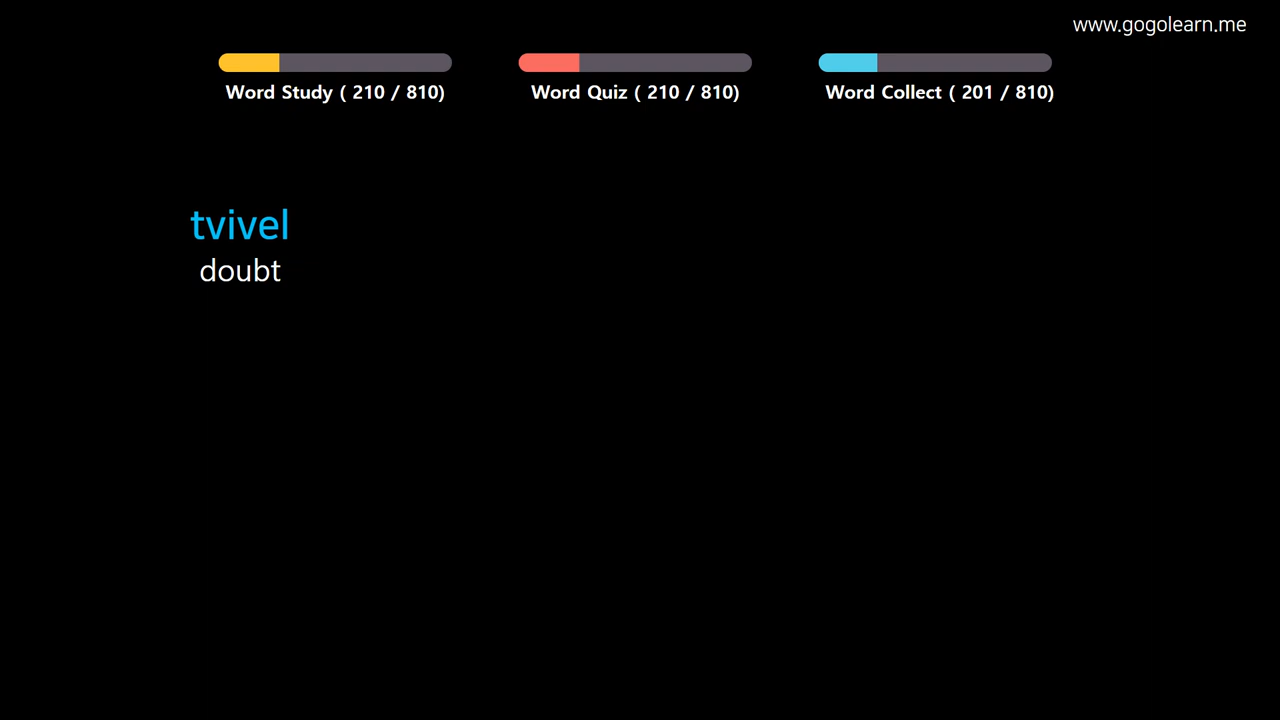 www.gogolearn.me
Word Study ( 210 / 810)
Word Quiz ( 210 / 810)
Word Collect ( 201 / 810)
tvivel
doubt